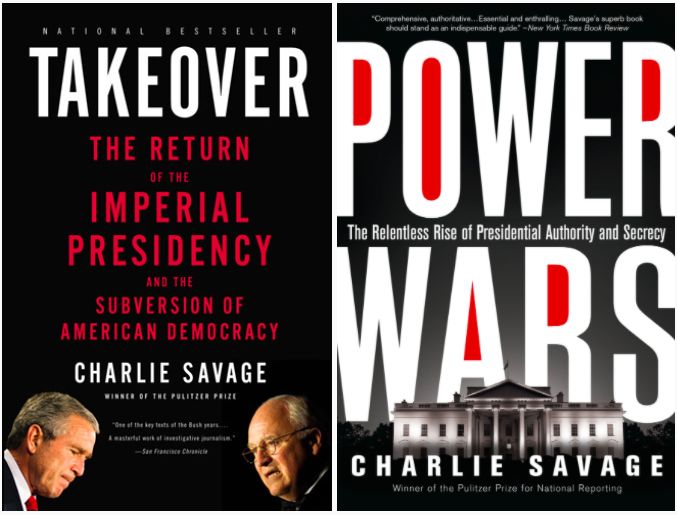 NATIONAL BESTSELLER
TAKEOVER
THE RETURN
OF THE
IMPERIAL
PRESIDENCY
AND THE
SUBVERSION OF
AMERICAN DEMOCRACY
CHARLIE SAVAGE
WINNER OF THE PULITZER PRIZE
"One of the key texts of the Bush years....
A masterful work of investigative journalism."
—San Francisco Chronicle
"Comprehensive, authoritative...Essential and enthralling... Savage's superb book
should stand as an indispensable guide." –New York Times Book Review
POWER
The Relentless Rise of Presidential Authority and Secrecy
WARS
CHARLIE SAVAGE
Winner of the Pulitzer Prize for National Reporting